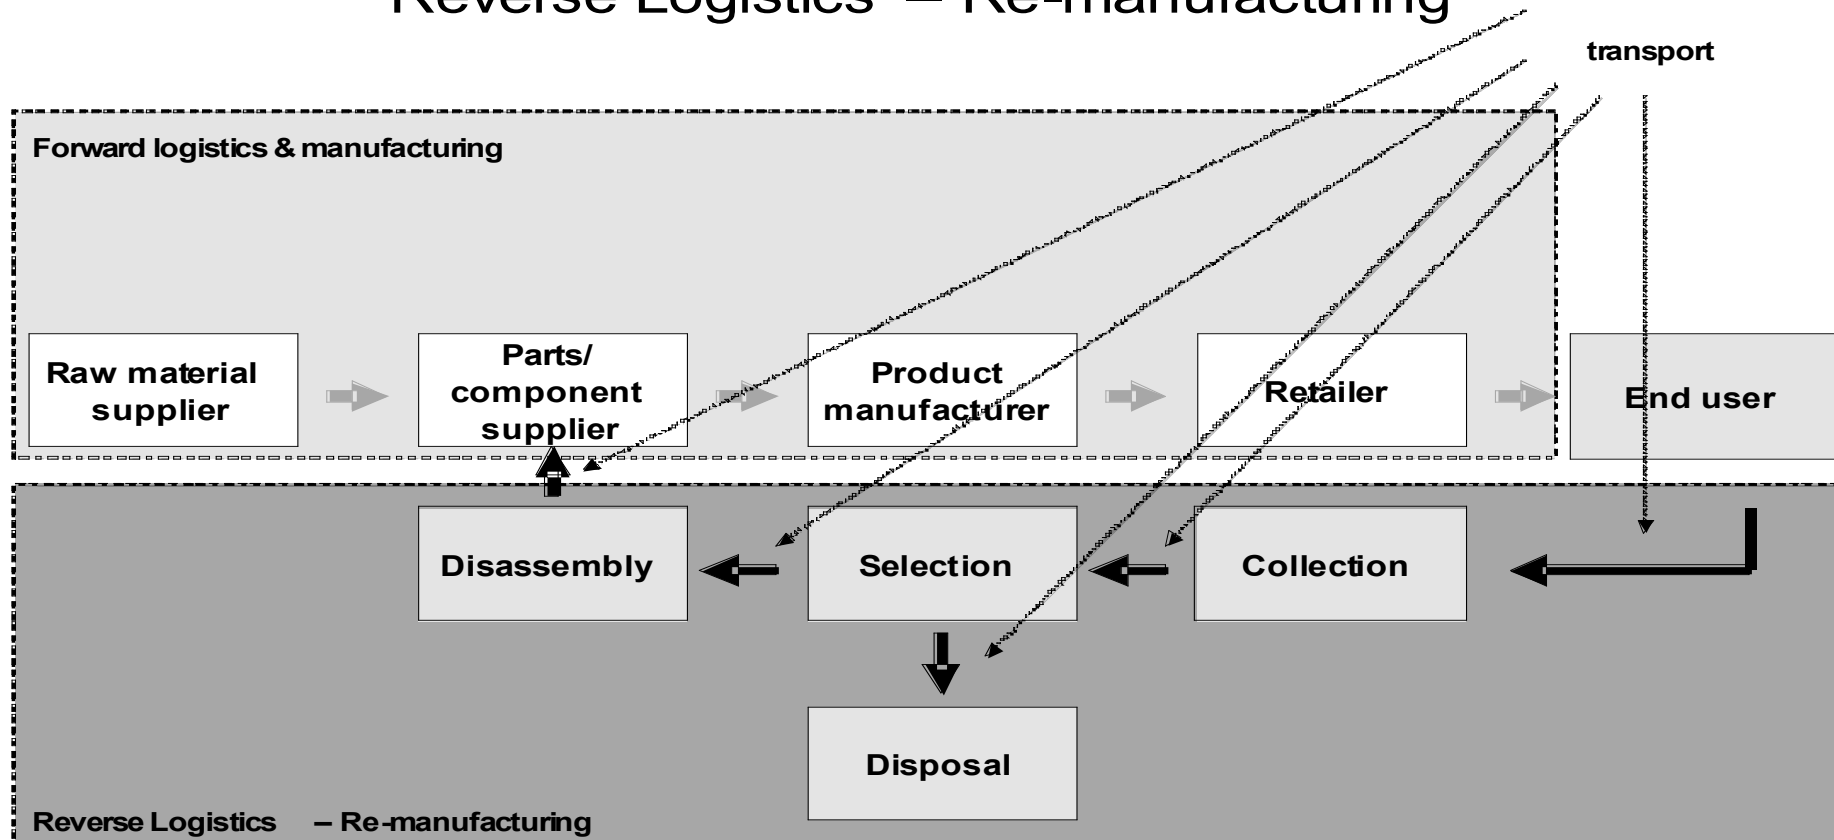 Reverse Logistics – Re-manufacturing
transport
Forward logistics & manufacturing
Raw material
supplier
Parts/
component
supplier
Product
manufacturer
Retailer
End user
Disassembly
Selection
Collection
Disposal
Reverse Logistics – Re-manufacturing